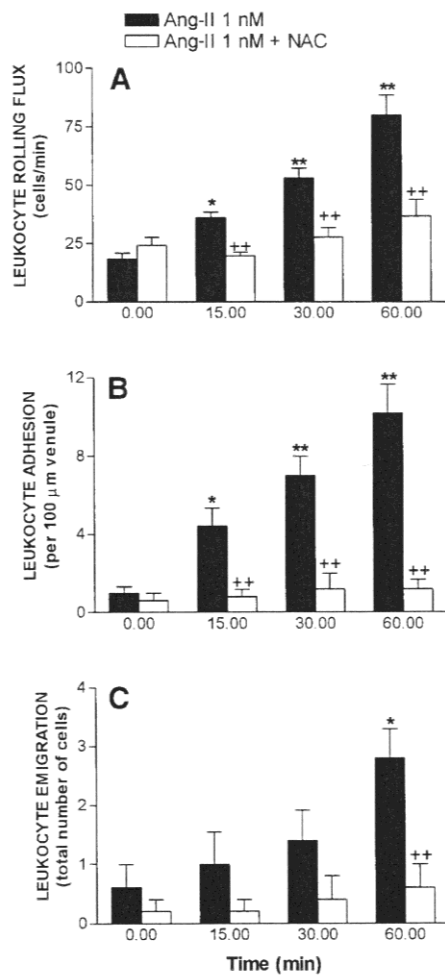 Ang-II 1 nM
Ang-II 1 nM + NAC
A
LEUKOCYTE ROLLING FLUX
(cells/min)
100
75
50
25
0
*
++
**
++
**
++
0.00 15.00 30.00 60.00
B
LEUKOCYTE ADHESION
(per 100 μm venule)
12
8
4
0
*
++
**
++
**
++
0.00 15.00 30.00 60.00
C
LEUKOCYTE EMIGRATION
(total number of cells)
4
3
2
1
0
*
++
0.00 15.00 30.00 60.00
Time (min)